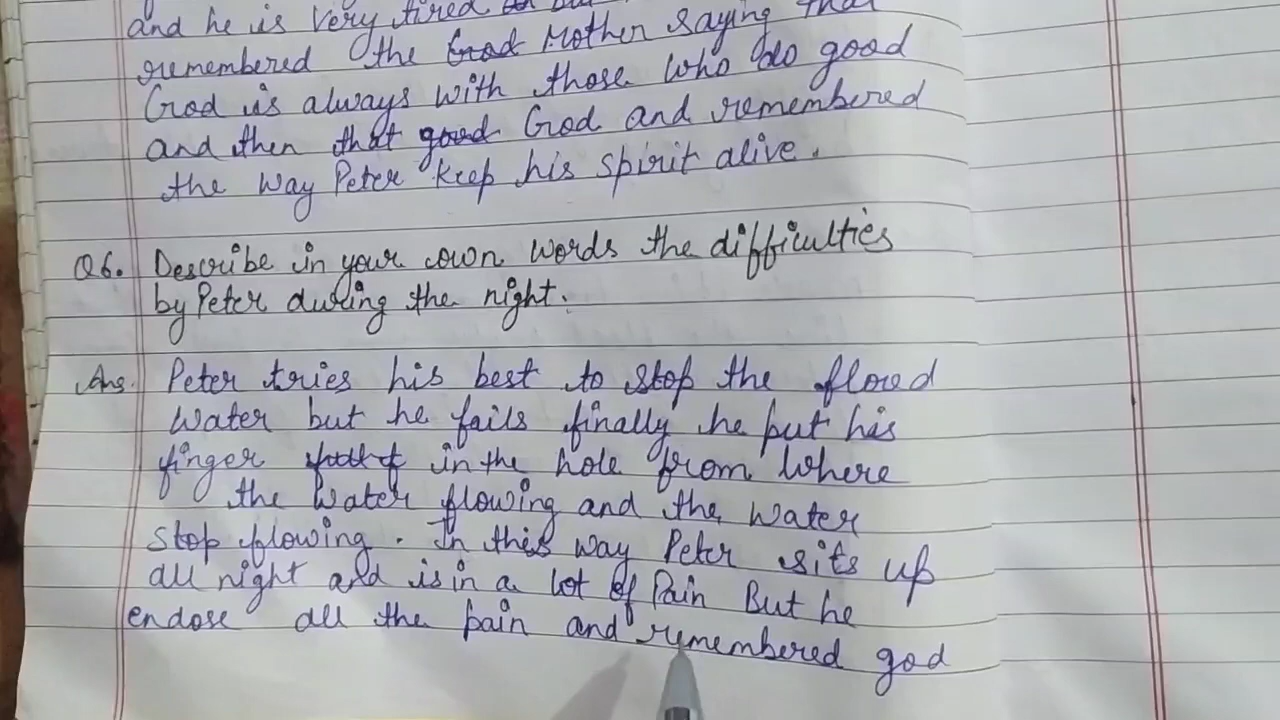 and he is very tired
remembered the Mother saying that
God is always with those who do good
and then that God and remembered
the way Peter keep his spirit alive.
Q6. Describe in your own words the difficulties
by Peter during the night.
Ans. Peter tries his best to stop the flood
water but he fails finally he put his
finger in the hole from where
the water flowing and the water
stop flowing. In this way Peter sits up
all night and is in a lot of Pain But he
endose all the pain and remembered god